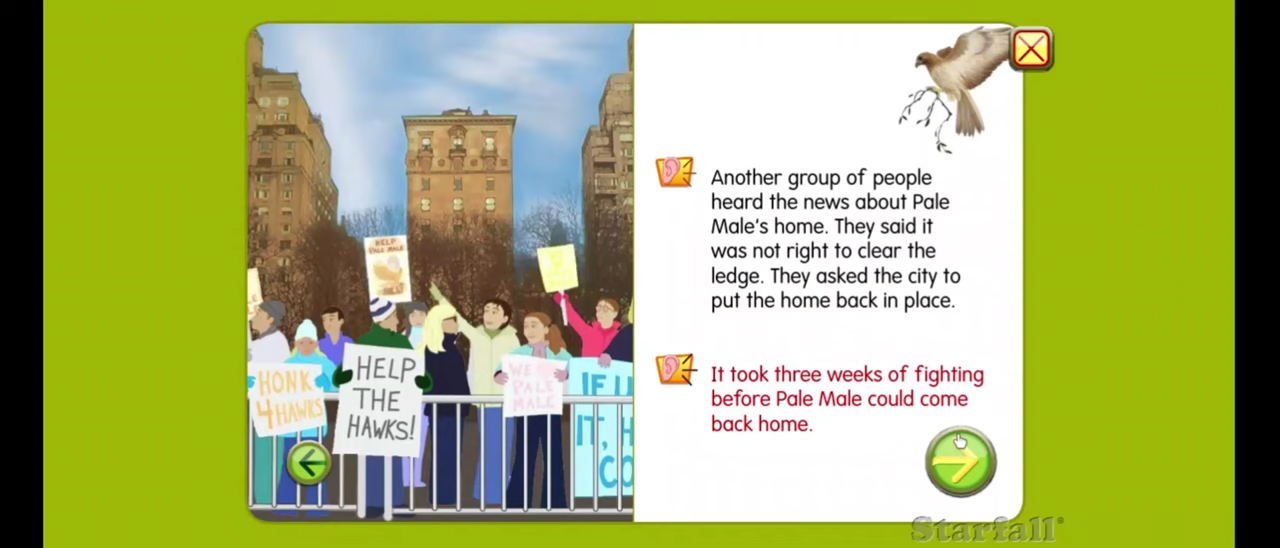 HELP
PALE MALE
HONK
4 HAWKS
HELP
THE
HAWKS!
WE
PALE
MALE
IF
IT,
CO
Another group of people
heard the news about Pale
Male's home. They said it
was not right to clear the
ledge. They asked the city to
put the home back in place.
It took three weeks of fighting
before Pale Male could come
back home.
Starfall